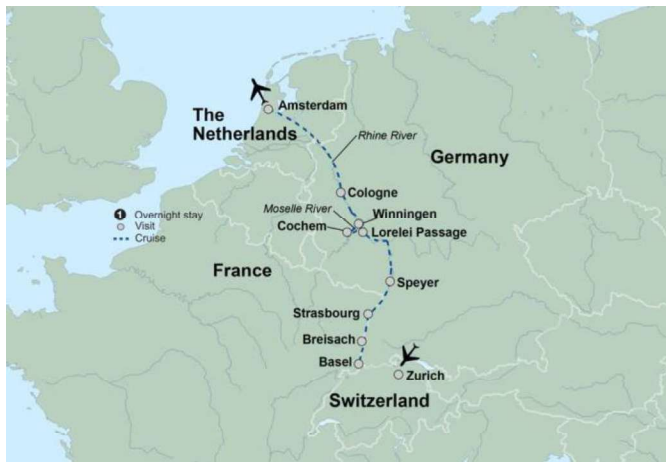 Amsterdam
The
Netherlands
Rhine River
Germany
Cologne
Moselle River
Winningen
Cochem
Lorelei Passage
1 Overnight stay
Visit
Cruise
France
Speyer
Strasbourg
Breisach
Basel
Zurich
Switzerland